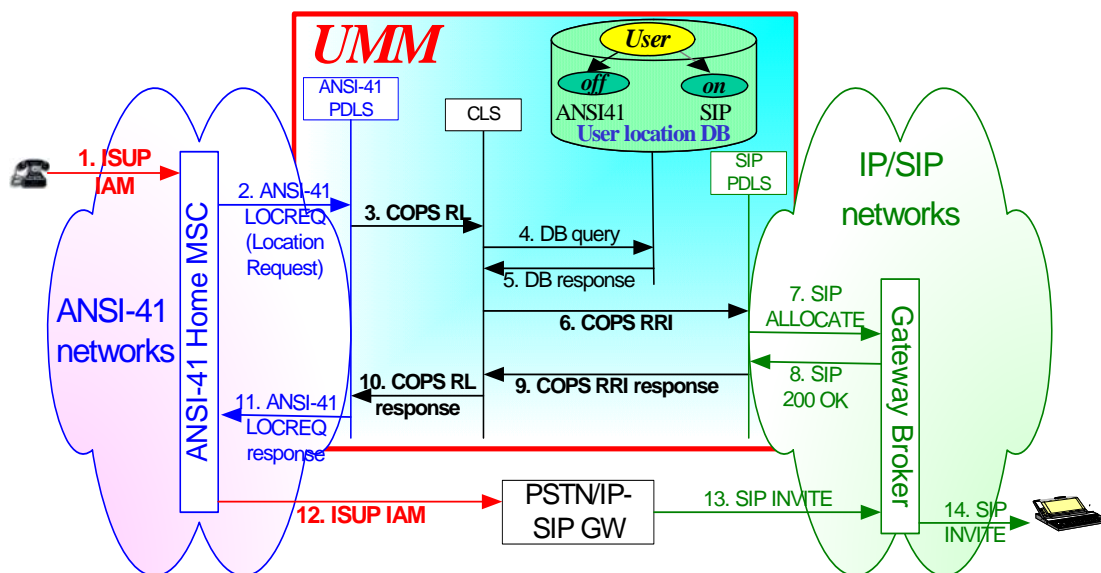 UMM
User
off
on
ANSI41
SIP
User location DB
ANSI-41
PDLS
CLS
SIP
PDLS
IP/SIP
networks
ANSI-41
networks
ANSI-41 Home MSC
Gateway Broker
1. ISUP
IAM
2. ANSI-41
LOCREQ
(Location
Request)
3. COPS RL
4. DB query
5. DB response
6. COPS RRI
7. SIP
ALLOCATE
8. SIP
200 OK
9. COPS RRI response
10. COPS RL
response
11. ANSI-41
LOCREQ
response
12. ISUP IAM
PSTN/IP-
SIP GW
13. SIP INVITE
14. SIP
INVITE